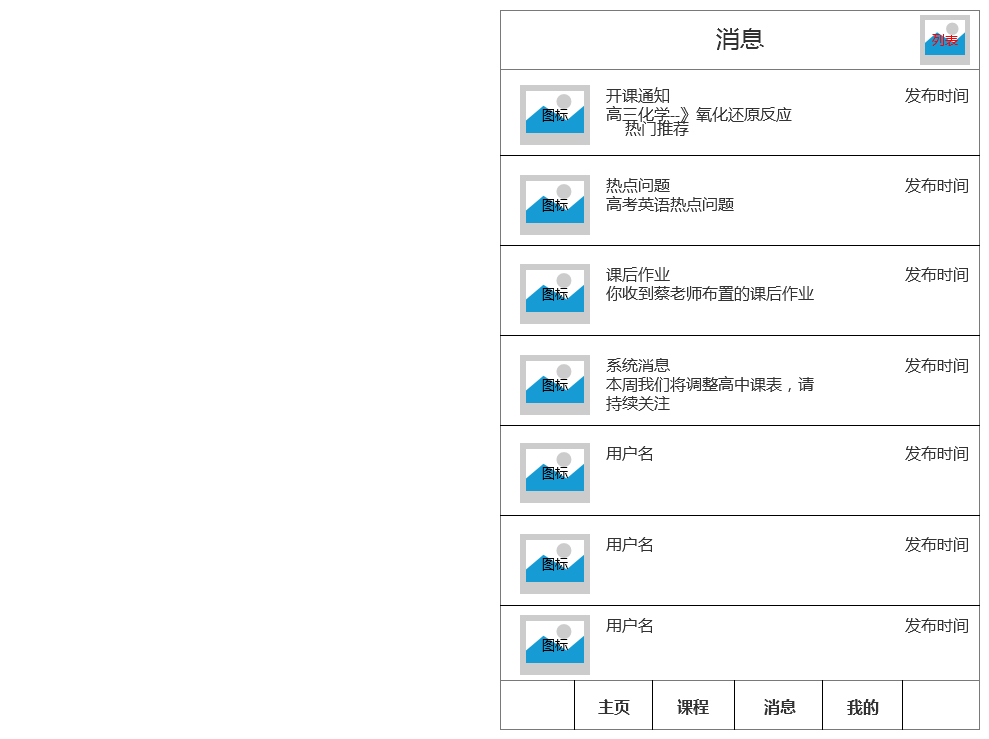 消息
列表
图标
开课通知
发布时间
高三化学--》氧化还原反应
热门推荐
图标
热点问题
发布时间
高考英语热点问题
图标
课后作业
发布时间
你收到蔡老师布置的课后作业
图标
系统消息
发布时间
本周我们将调整高中课表，请
持续关注
图标
用户名
发布时间
图标
用户名
发布时间
图标
用户名
发布时间
主页
课程
消息
我的